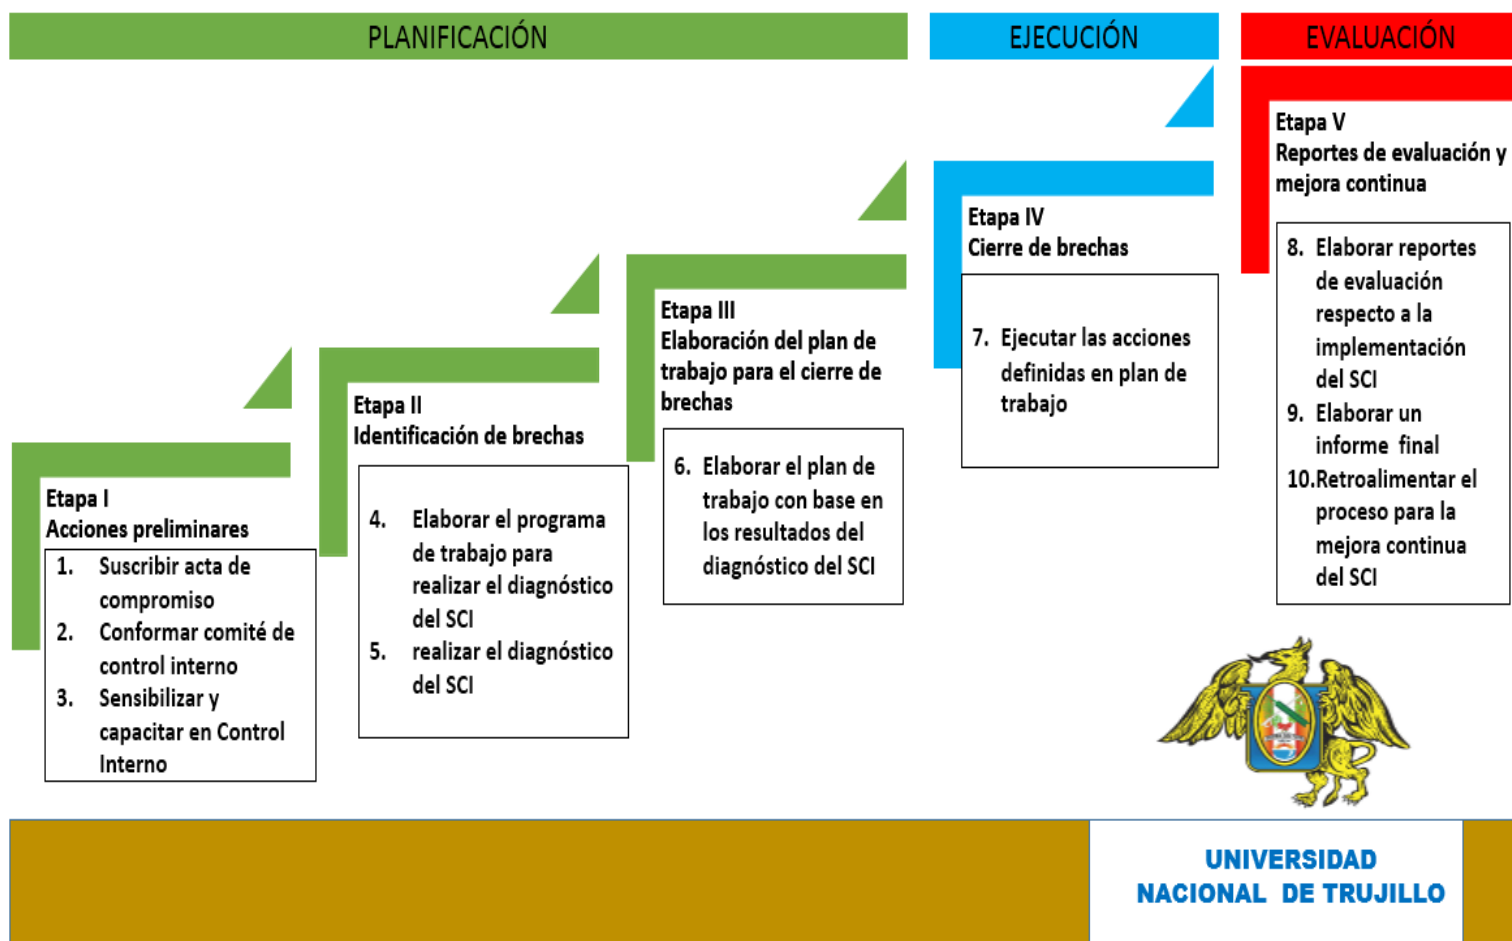 PLANIFICACIÓN
EJECUCIÓN
EVALUACIÓN
Etapa I
Acciones preliminares
1. Suscribir acta de
compromiso
2. Conformar comité de
control interno
3. Sensibilizar y
capacitar en Control
Interno
Etapa II
Identificación de brechas
4. Elaborar el programa
de trabajo para
realizar el diagnóstico
del SCI
5. realizar el diagnóstico
del SCI
Etapa III
Elaboración del plan de
trabajo para el cierre de
brechas
6. Elaborar el plan de
trabajo con base en
los resultados del
diagnóstico del SCI
Etapa IV
Cierre de brechas
7. Ejecutar las acciones
definidas en plan de
trabajo
Etapa V
Reportes de evaluación y
mejora continua
8. Elaborar reportes
de evaluación
respecto a la
implementación
del SCI
9. Elaborar un
informe final
10.Retroalimentar el
proceso para la
mejora continua
del SCI
UNIVERSIDAD
NACIONAL DE TRUJILLO